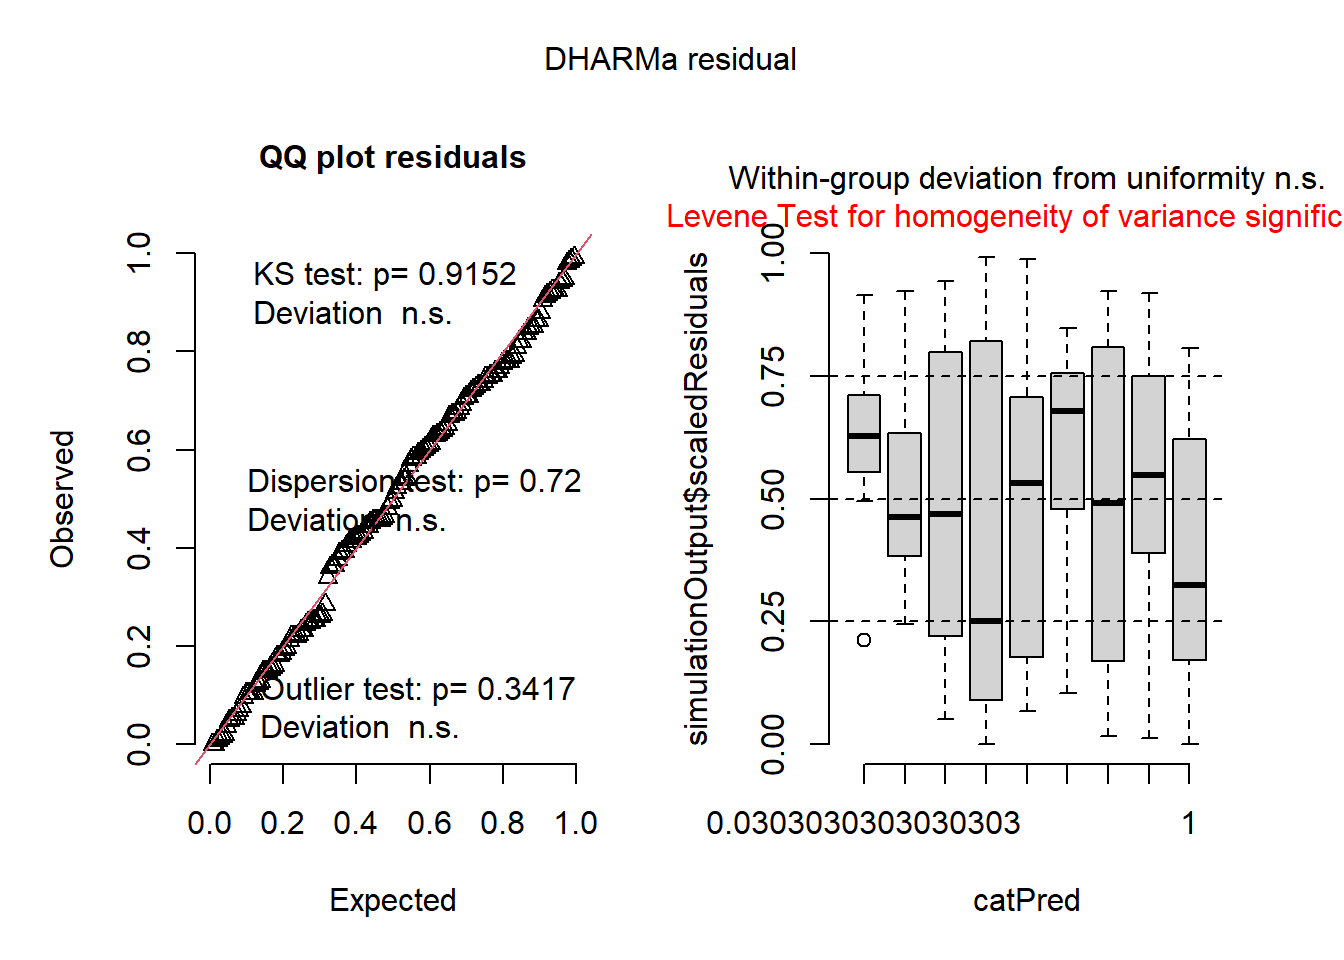 DHARMa residual
QQ plot residuals
KS test: p= 0.9152
Deviation  n.s.
Dispersion test: p= 0.72
Deviation  n.s.
Outlier test: p= 0.3417
Deviation  n.s.
Observed
0.0 0.2 0.4 0.6 0.8 1.0
0.0 0.2 0.4 0.6 0.8 1.0
Expected
Within-group deviation from uniformity n.s.
Levene Test for homogeneity of variance signific
simulationOutput$scaledResiduals
0.00 0.25 0.50 0.75 1.00
0.0303030303030303 1
catPred